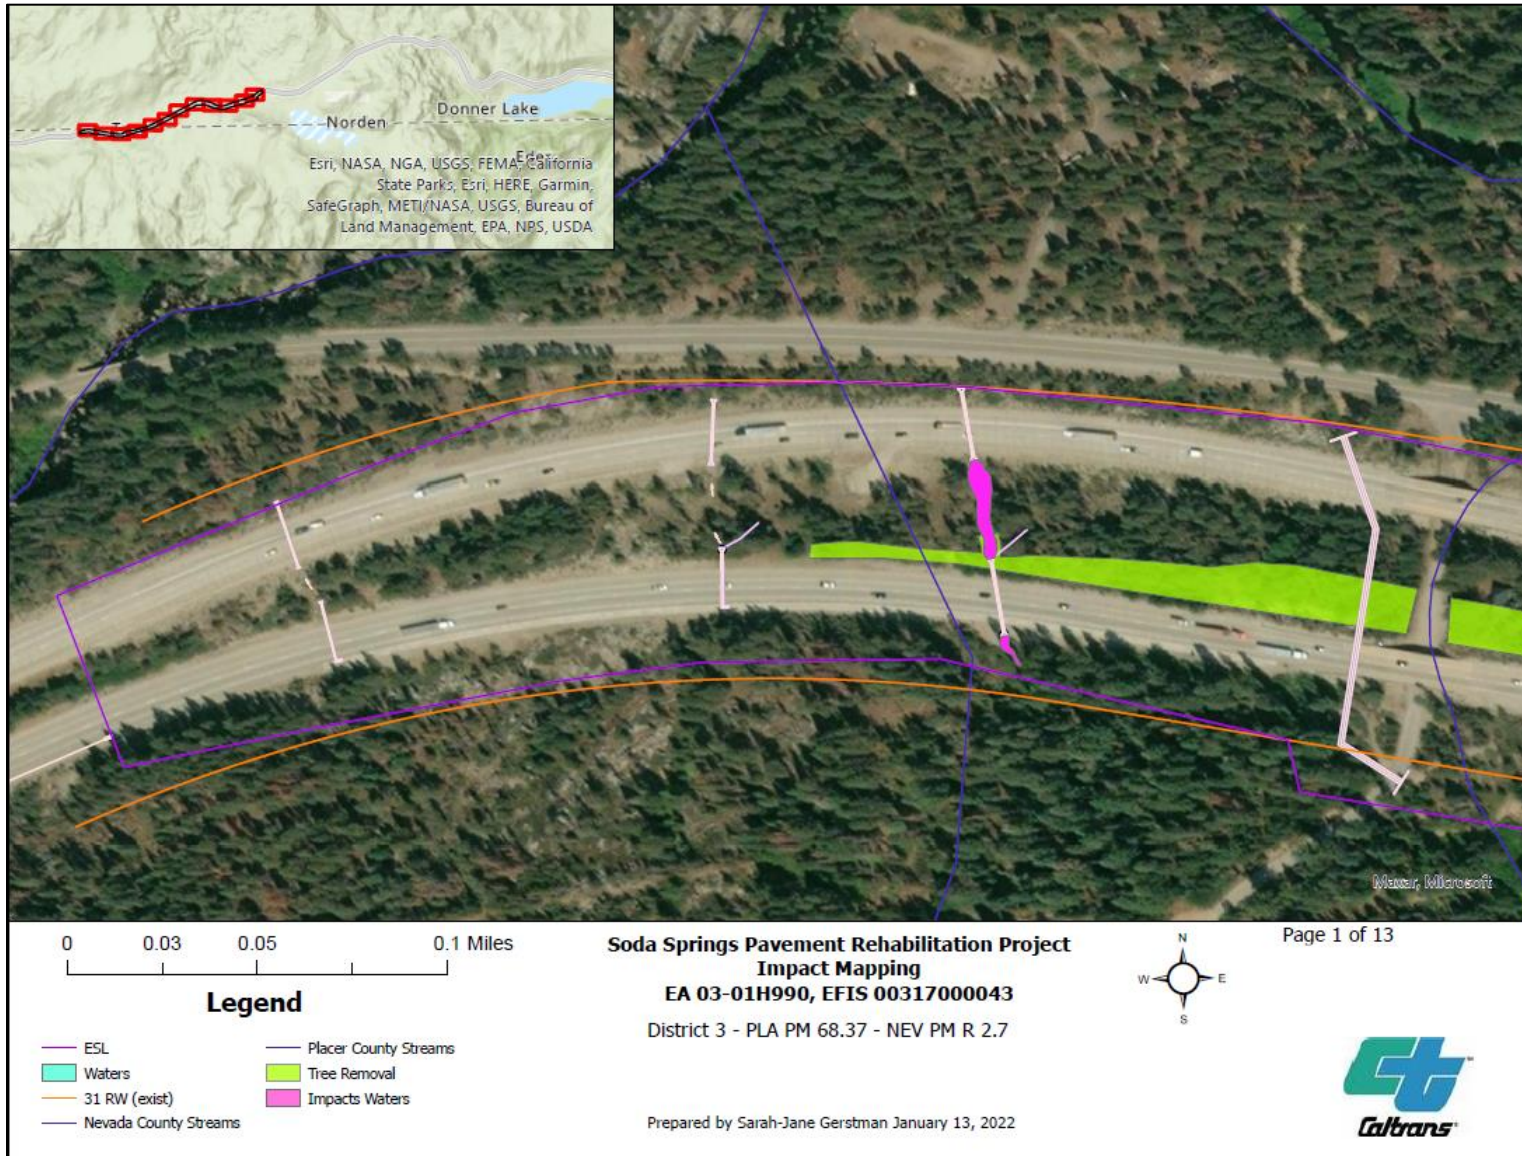 Donner Lake
Norden
Eder
Esri, NASA, NGA, USGS, FEMA, California
State Parks, Esri, HERE, Garmin,
SafeGraph, METI/NASA, USGS, Bureau of
Land Management, EPA, NPS, USDA
Maxar, Microsoft
0 0.03 0.05 0.1 Miles
Legend
ESL
Waters
31 RW (exist)
Nevada County Streams
Placer County Streams
Tree Removal
Impacts Waters
Soda Springs Pavement Rehabilitation Project
Impact Mapping
EA 03-01H990, EFIS 00317000043
District 3 - PLA PM 68.37 - NEV PM R 2.7
Prepared by Sarah-Jane Gerstman January 13, 2022
N
W E
S
Page 1 of 13
Caltrans